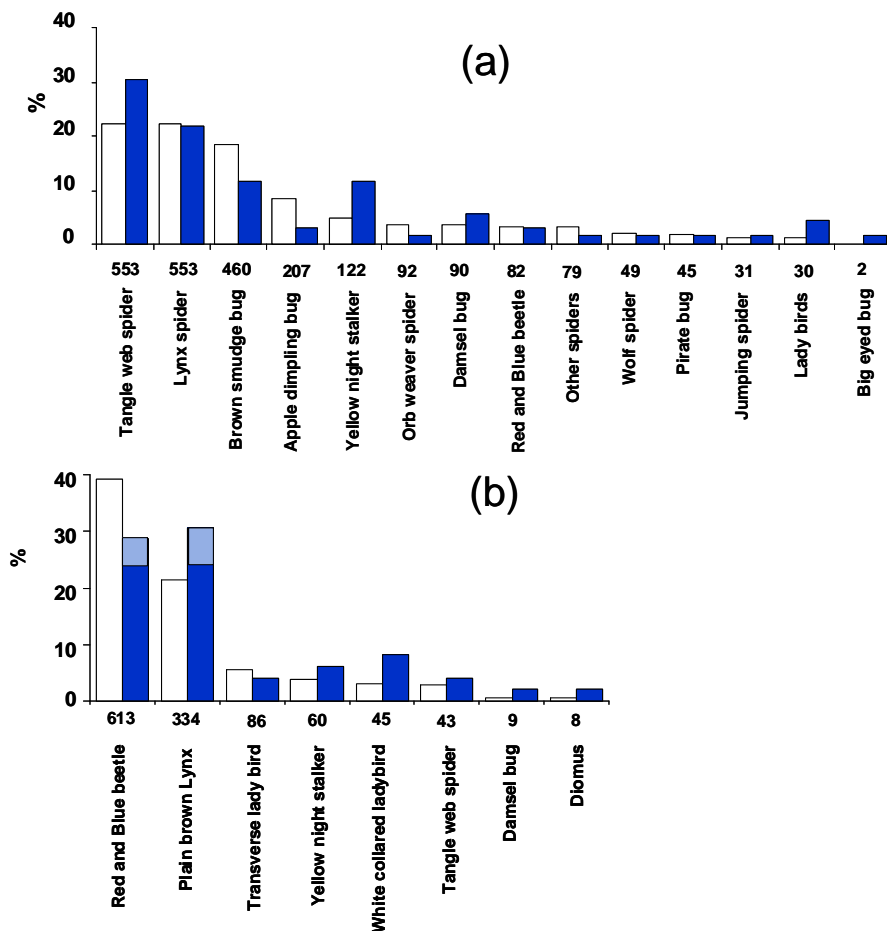 (a)
%
40
30
20
10
0
553 553 460 207 122 92 90 82 79 49 45 31 30 2
Tangle web spider
Lynx spider
Brown smudge bug
Apple dimpling bug
Yellow night stalker
Orb weaver spider
Damsel bug
Red and Blue beetle
Other spiders
Wolf spider
Pirate bug
Jumping spider
Lady birds
Big eyed bug
(b)
%
40
30
20
10
0
613 334 86 60 45 43 9 8
Red and Blue beetle
Plain brown Lynx
Transverse lady bird
Yellow night stalker
White collared ladybird
Tangle web spider
Damsel bug
Diomus